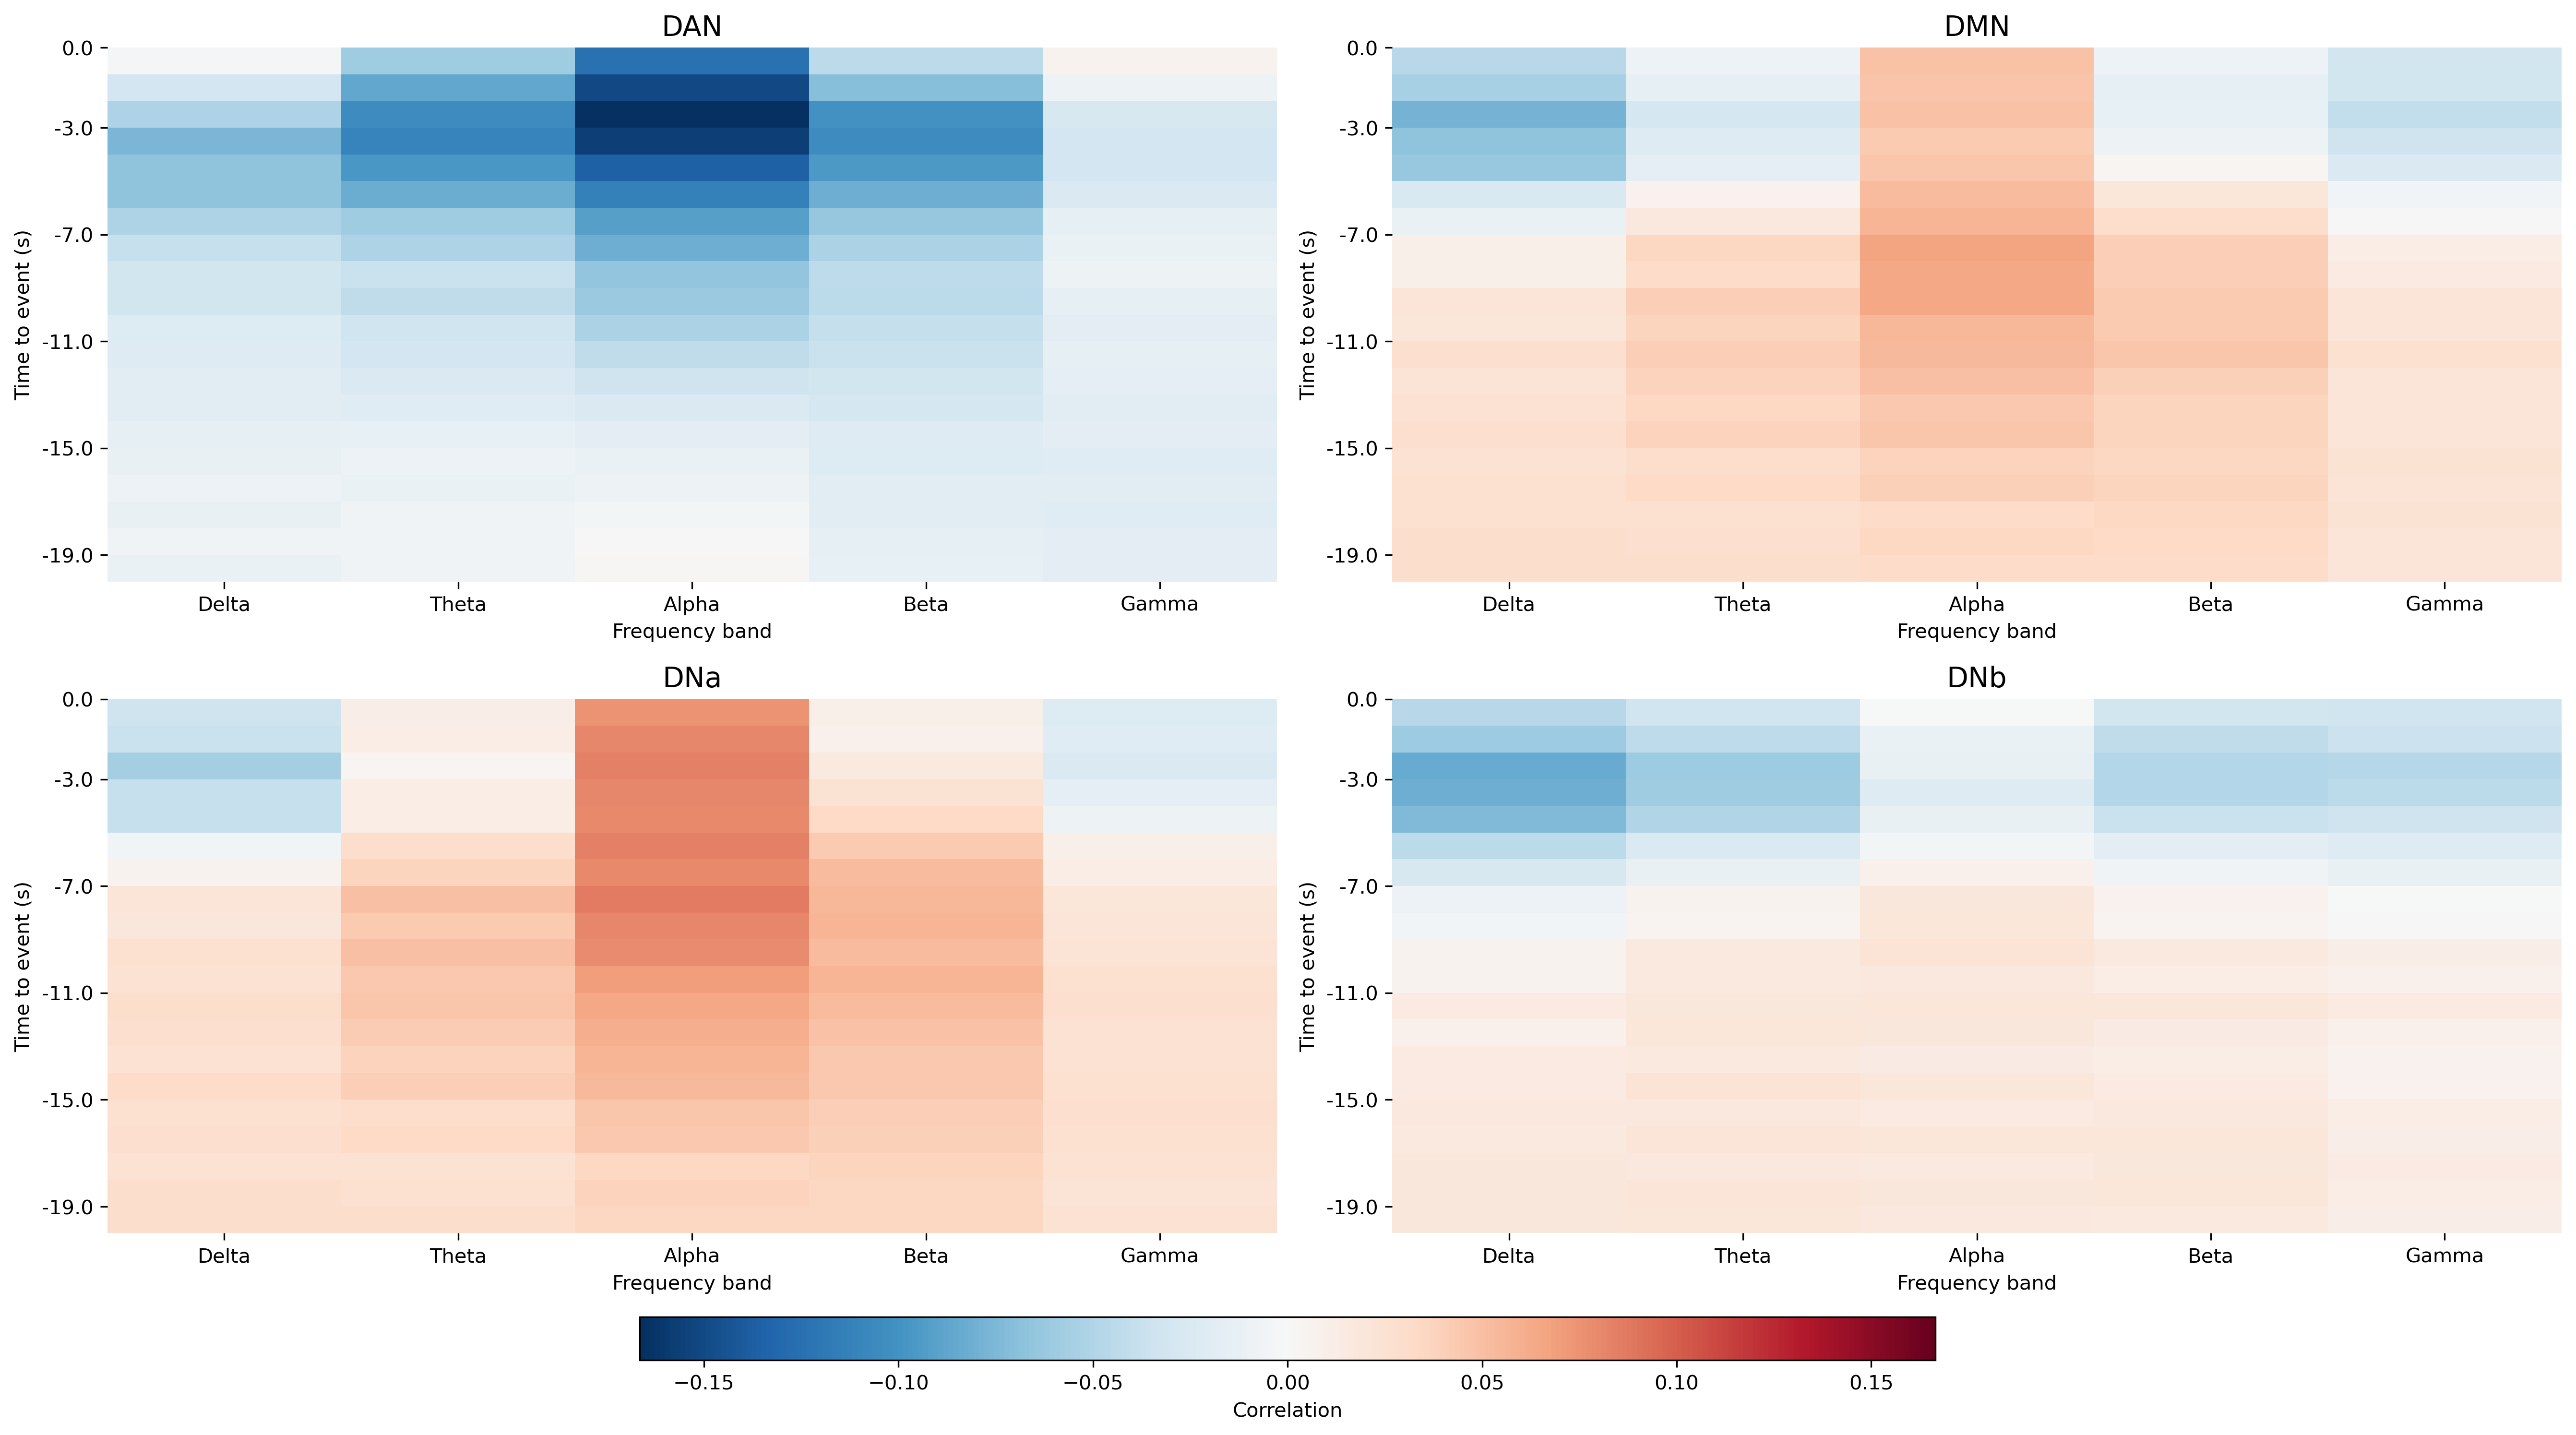 DAN
0.0
-3.0
-7.0
-11.0
-15.0
-19.0
Time to event (s)
Delta Theta Alpha Beta Gamma
Frequency band
DMN
0.0
-3.0
-7.0
-11.0
-15.0
-19.0
Time to event (s)
Delta Theta Alpha Beta Gamma
Frequency band
DNa
0.0
-3.0
-7.0
-11.0
-15.0
-19.0
Time to event (s)
Delta Theta Alpha Beta Gamma
Frequency band
DNb
0.0
-3.0
-7.0
-11.0
-15.0
-19.0
Time to event (s)
Delta Theta Alpha Beta Gamma
Frequency band
−0.15 −0.10 −0.05 0.00 0.05 0.10 0.15
Correlation